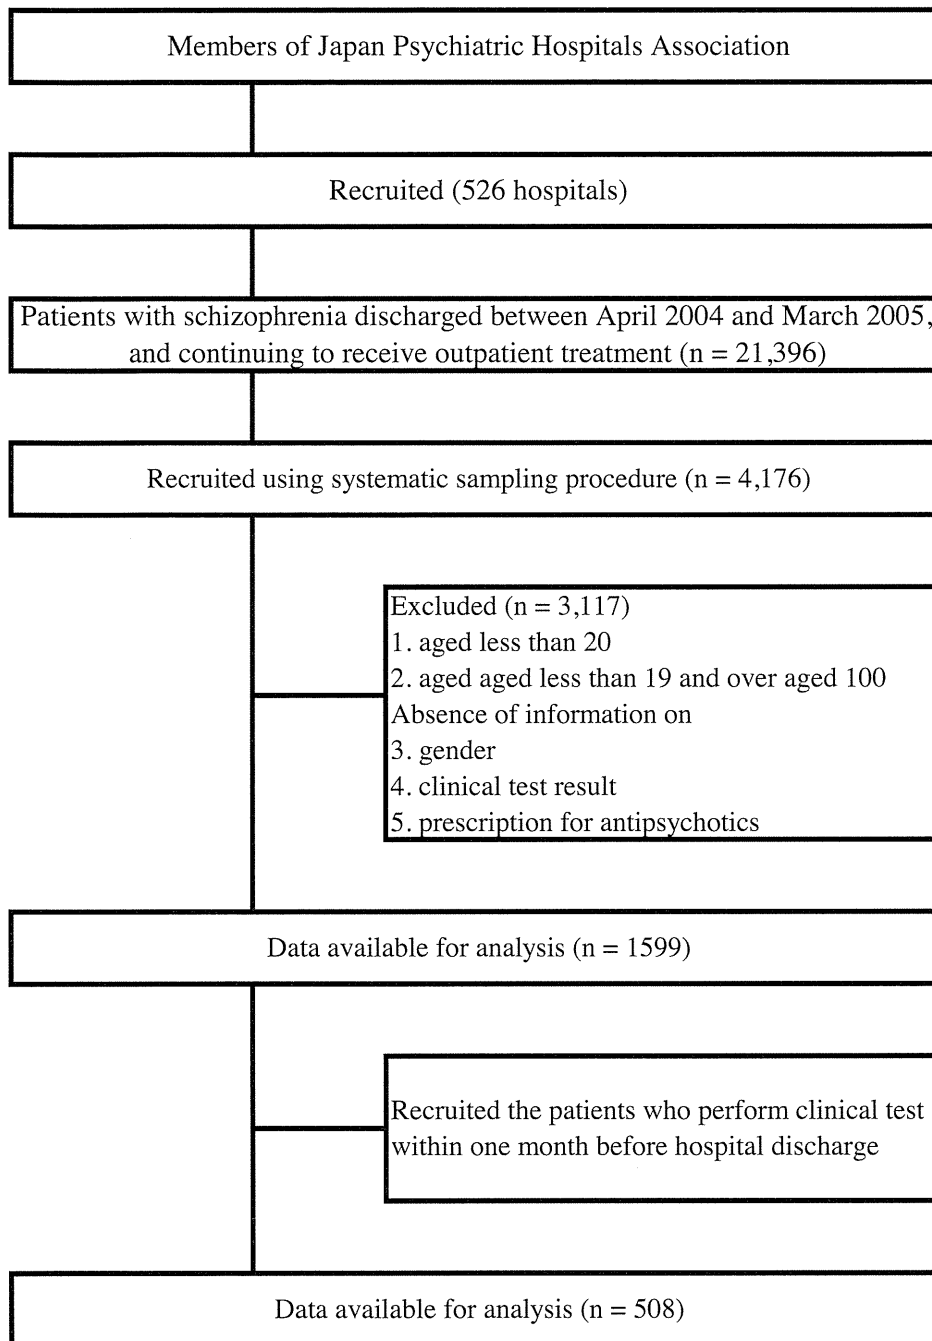 Members of Japan Psychiatric Hospitals Association
Recruited (526 hospitals)
Patients with schizophrenia discharged between April 2004 and March 2005,
and continuing to receive outpatient treatment (n = 21,396)
Recruited using systematic sampling procedure (n = 4,176)
Excluded (n = 3,117)
1. aged less than 20
2. aged aged less than 19 and over aged 100
Absence of information on
3. gender
4. clinical test result
5. prescription for antipsychotics
Data available for analysis (n = 1599)
Recruited the patients who perform clinical test
within one month before hospital discharge
Data available for analysis (n = 508)